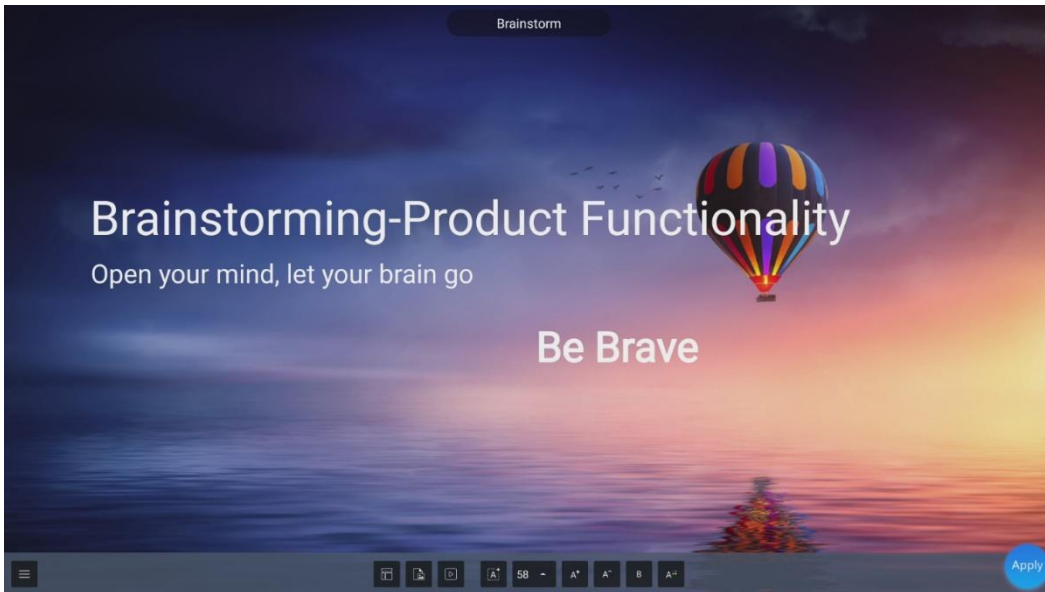 Brainstorm
Brainstorming-Product Functionality
Open your mind, let your brain go
Be Brave
58
A+
A-
B
A
Apply